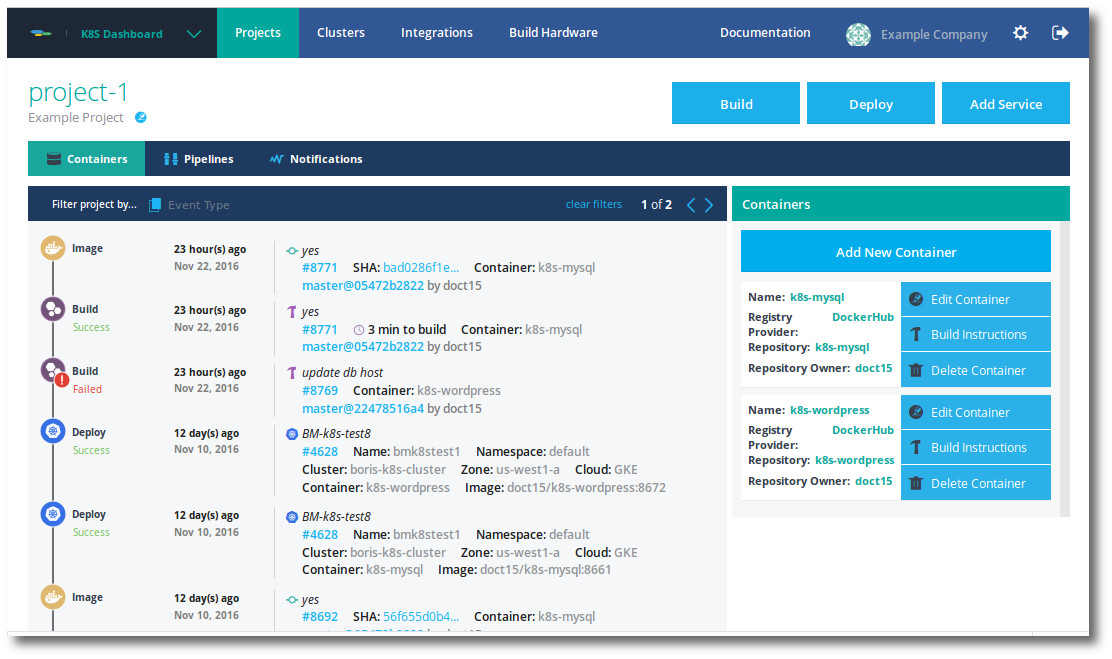 K8S Dashboard Projects Clusters Integrations Build Hardware Documentation Example Company
project-1
Example Project
Build Deploy Add Service
Containers Pipelines Notifications
Filter project by... Event Type clear filters 1 of 2
Image 23 hour(s) ago yes
Nov 22, 2016 #8771 SHA: bad0286f1e... Container: k8s-mysql
master@05472b2822 by doct15
Build 23 hour(s) ago yes
Success Nov 22, 2016 #8771 3 min to build Container: k8s-mysql
master@05472b2822 by doct15
Build 23 hour(s) ago update db host
Failed Nov 22, 2016 #8769 Container: k8s-wordpress
master@22478516a4 by doct15
Deploy 12 day(s) ago BM-k8s-test8
Success Nov 10, 2016 #4628 Name: bmk8stest1 Namespace: default
Cluster: boris-k8s-cluster Zone: us-west1-a Cloud: GKE
Container: k8s-wordpress Image: doct15/k8s-wordpress:8672
Deploy 12 day(s) ago BM-k8s-test8
Success Nov 10, 2016 #4628 Name: bmk8stest1 Namespace: default
Cluster: boris-k8s-cluster Zone: us-west1-a Cloud: GKE
Container: k8s-mysql Image: doct15/k8s-mysql:8661
Image 12 day(s) ago yes
Nov 10, 2016 #8692 SHA: 56f655d0b4... Container: k8s-mysql
Containers
Add New Container
Name: k8s-mysql Edit Container
Registry DockerHub
Provider: Build Instructions
Repository: k8s-mysql
Repository Owner: doct15 Delete Container
Name: k8s-wordpress Edit Container
Registry DockerHub
Provider: Build Instructions
Repository: k8s-wordpress
Repository Owner: doct15 Delete Container